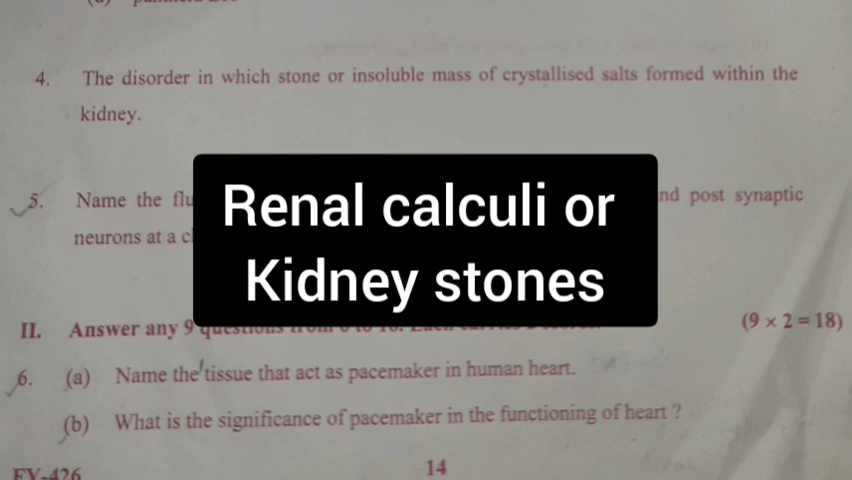 4. The disorder in which stone or insoluble mass of crystallised salts formed within the
kidney.
5. Name the nd post synaptic
neurons at a
Renal calculi or
Kidney stones
II. Answer any 9 (9 × 2 = 18)
6. (a) Name the tissue that act as pacemaker in human heart.
(b) What is the significance of pacemaker in the functioning of heart ?
FY-426 14